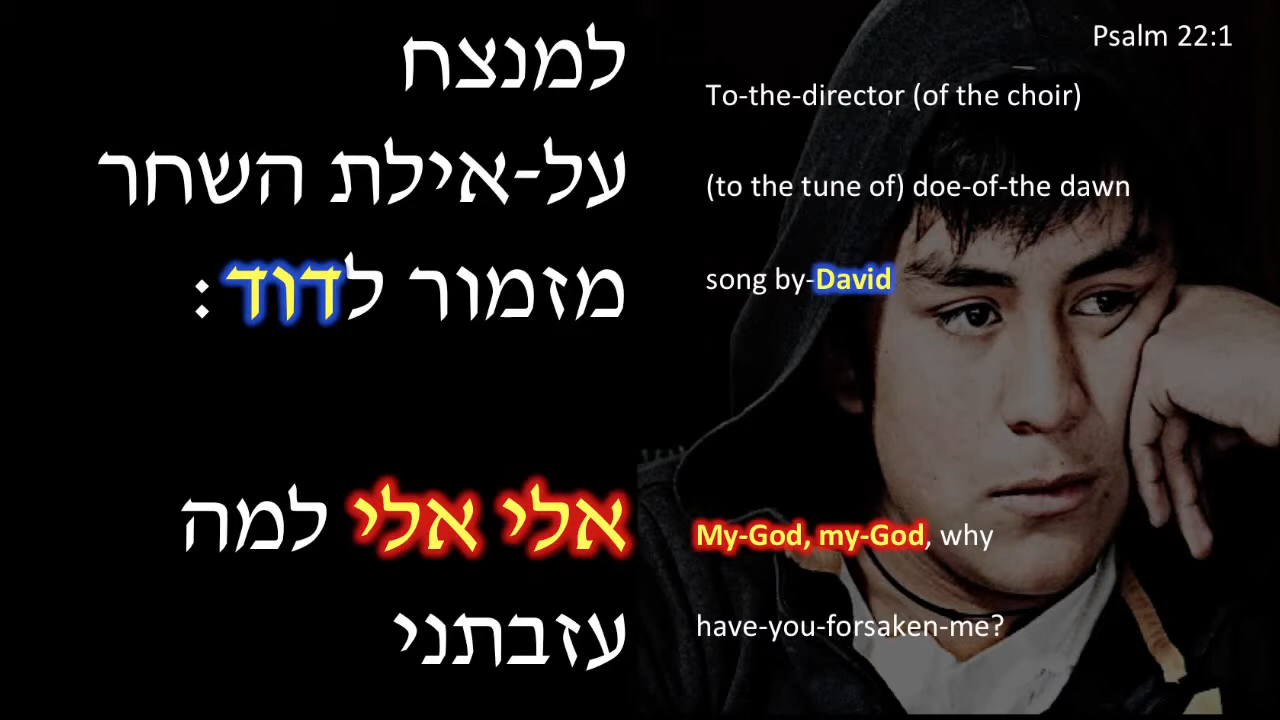 Psalm 22:1
למנצח
To-the-director (of the choir)
על-אילת השחר
(to the tune of) doe-of-the dawn
מזמור לדוד :
song by-David
אלי אלי למה
My-God, my-God, why
עזבתני
have-you-forsaken-me?